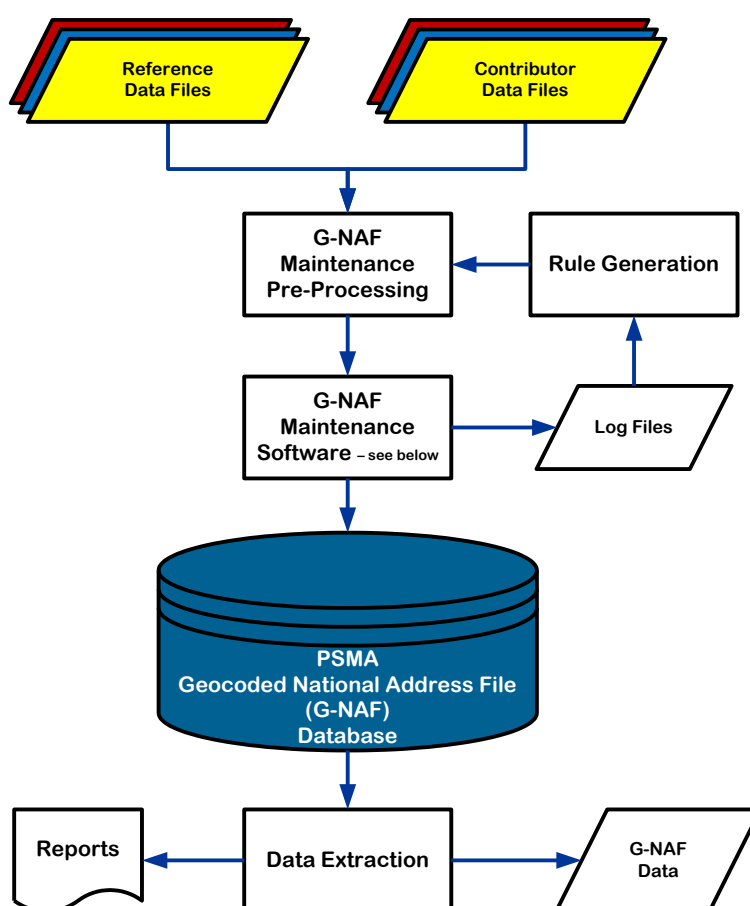 Reference
Data Files
Contributor
Data Files
G-NAF
Maintenance
Pre-Processing
Rule Generation
G-NAF
Maintenance
Software – see below
Log Files
PSMA
Geocoded National Address File
(G-NAF)
Database
Reports
Data Extraction
G-NAF
Data